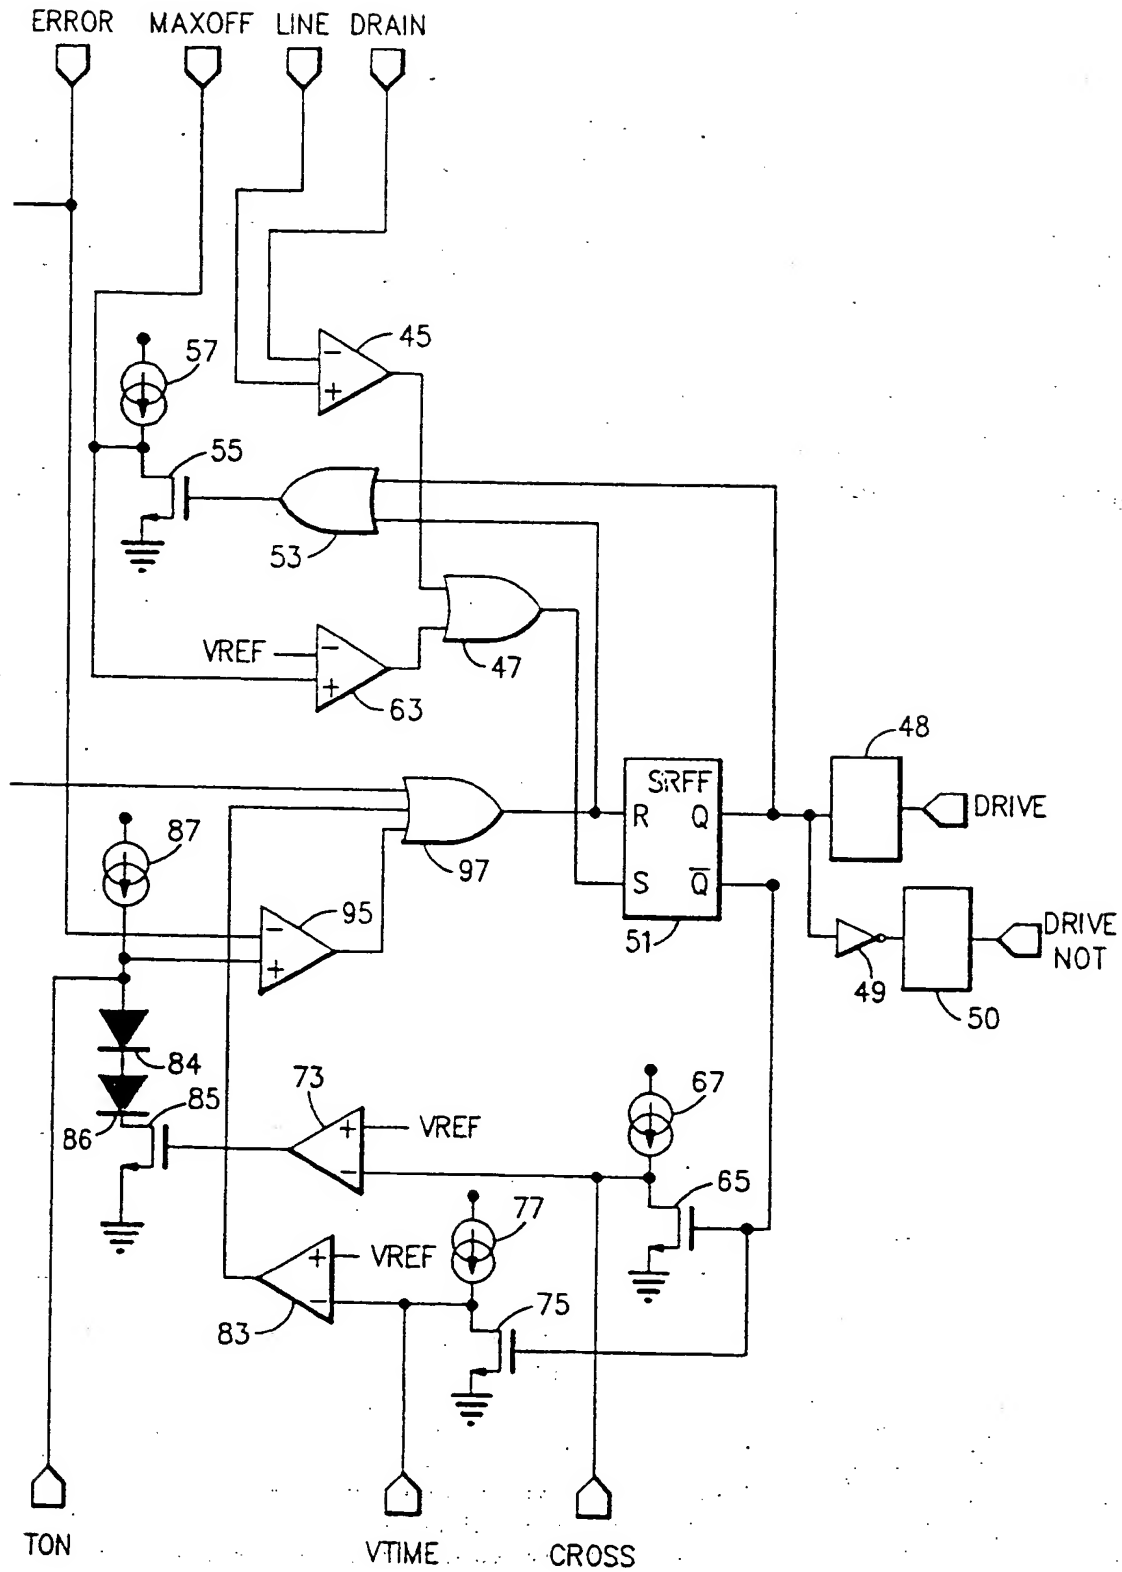 ERROR MAXOFF LINE DRAIN
45
57
55
53
VREF
47
63
48
SRFF
R Q
DRIVE
87
97
S Q̅
95
51
DRIVE
NOT
49
50
84
73
67
85
VREF
86
65
77
VREF
75
83
TON
VTIME
CROSS
- +
- +
- +
+ -
+ -